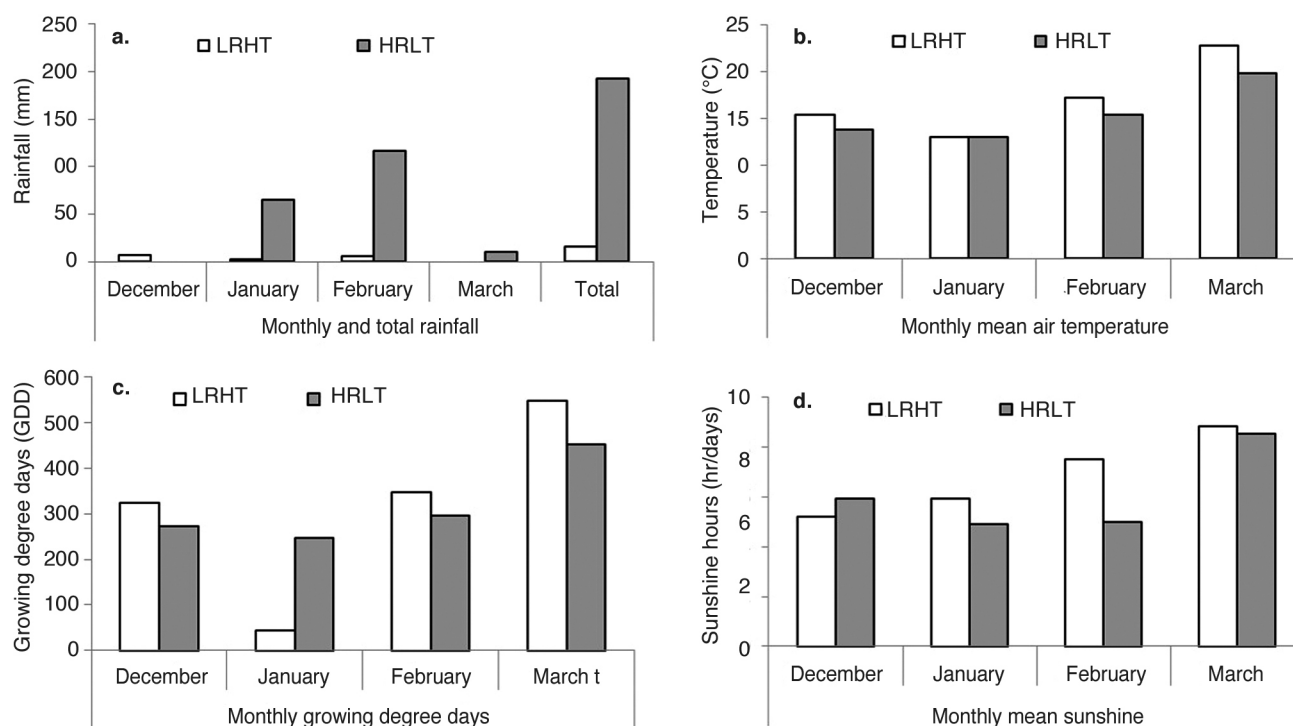 a.
LRHT HRLT
Rainfall (mm)
250
200
150
00
50
0
December January February March Total
Monthly and total rainfall
b.
LRHT HRLT
Temperature (°C)
25
20
15
0
5
0
December January February March
Monthly mean air temperature
c.
LRHT HRLT
Growing degree days (GDD)
600
500
400
300
200
100
0
December January February March t
Monthly growing degree days
d.
LRHT HRLT
Sunshine hours (hr/days)
10
8
6
2
0
December January February March
Monthly mean sunshine